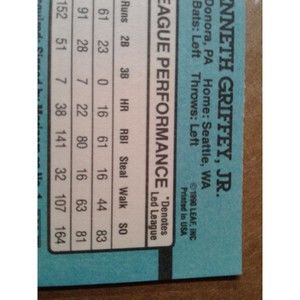 NNETH GRIFFEY, JR.
Donora, PA Home: Seattle, WA
Bats: Left Throws: Left
©1990 LEAF, INC.
Printed in USA
EAGUE PERFORMANCE
*Denotes
Led League
Runs 2B 3B HR RBI Steal Walk SO
61 23 0 16 61 16 44 83
91 28 7 22 80 16 63 81
152 51 7 38 141 32 107 164